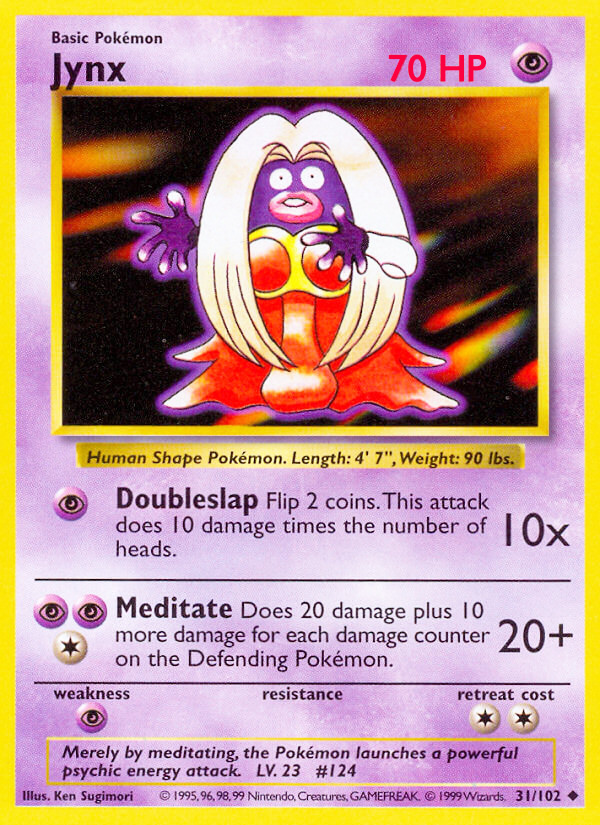 Basic Pokémon
Jynx
70 HP
Human Shape Pokémon. Length: 4' 7", Weight: 90 lbs.
Doubleslap Flip 2 coins. This attack
does 10 damage times the number of
heads.
10x
Meditate Does 20 damage plus 10
more damage for each damage counter
on the Defending Pokémon.
20+
weakness resistance retreat cost
Merely by meditating, the Pokémon launches a powerful
psychic energy attack. LV. 23 #124
Illus. Ken Sugimori © 1995, 96, 98, 99 Nintendo, Creatures, GAMEFREAK. © 1999 Wizards. 31/102 ◆